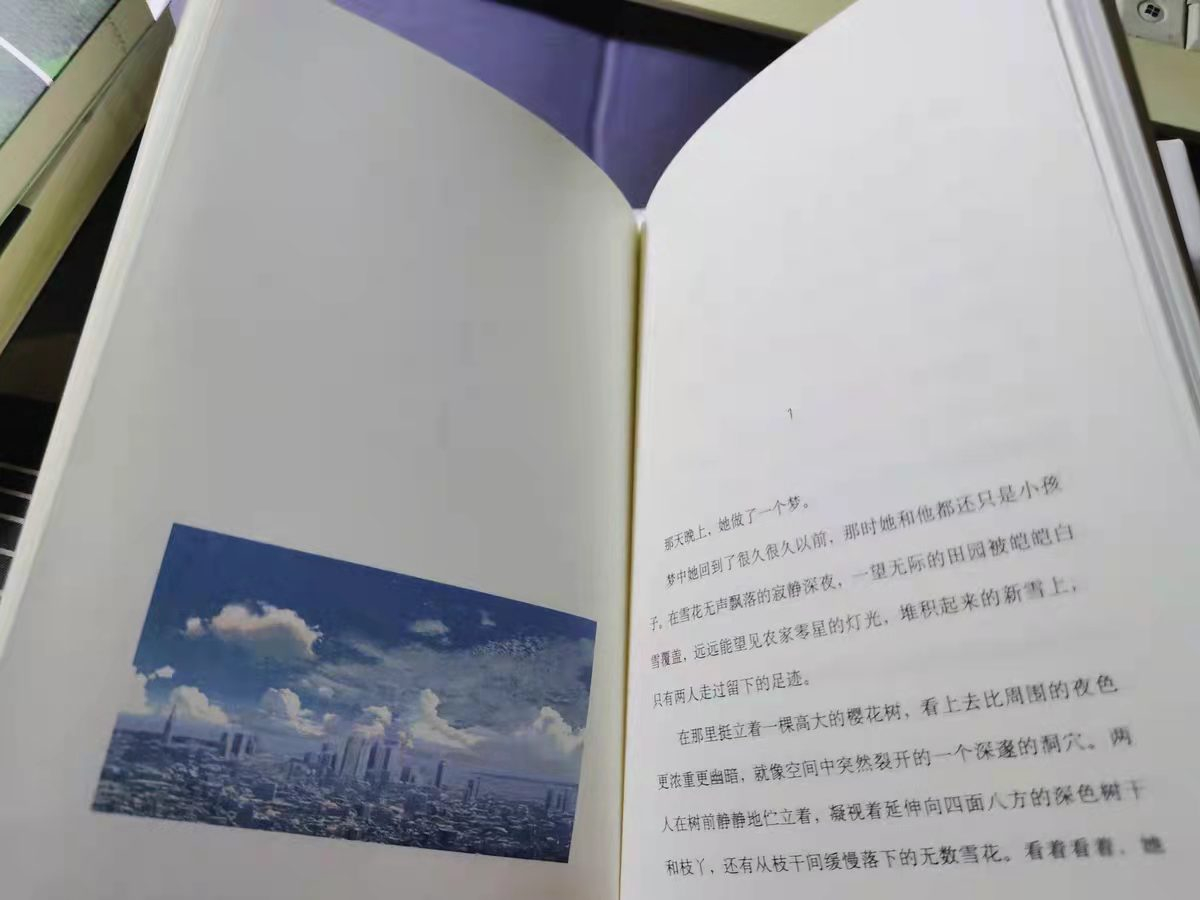 1
那天晚上，她做了一个梦。
梦中她回到了很久很久以前，那时她和他都还只是小孩
子。在雪花无声飘落的寂静深夜，一望无际的田园被皑皑白
雪覆盖，远远能望见农家零星的灯光，堆积起来的新雪上，
只有两人走过留下的足迹。
在那里挺立着一棵高大的樱花树，看上去比周围的夜色
更浓重更幽暗，就像空间中突然裂开的一个深邃的洞穴。两
人在树前静静地伫立着，凝视着延伸向四面八方的深色树干
和枝丫，还有从枝干间缓慢落下的无数雪花。看着看着，她